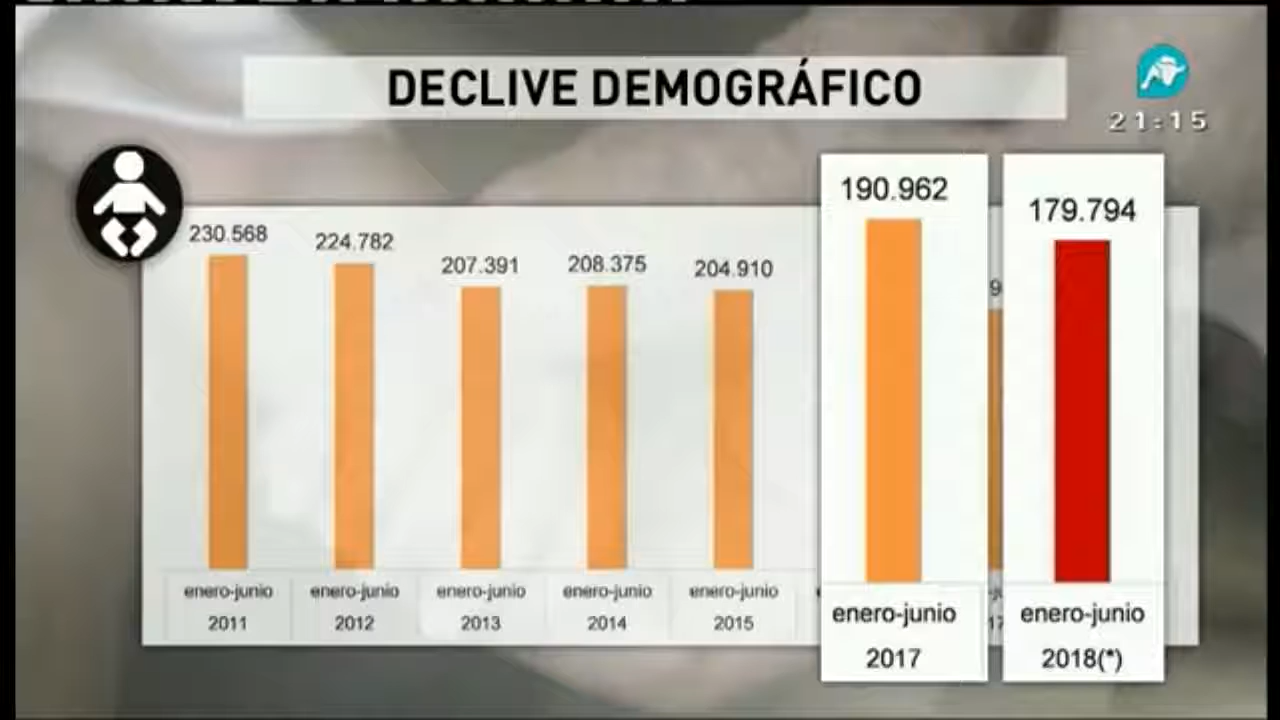 DECLIVE DEMOGRÁFICO
21:15
230.568
224.782
207.391
208.375
204.910
190.962
179.794
enero-junio
2011
enero-junio
2012
enero-junio
2013
enero-junio
2014
enero-junio
2015
enero-junio
2017
enero-junio
2018(*)